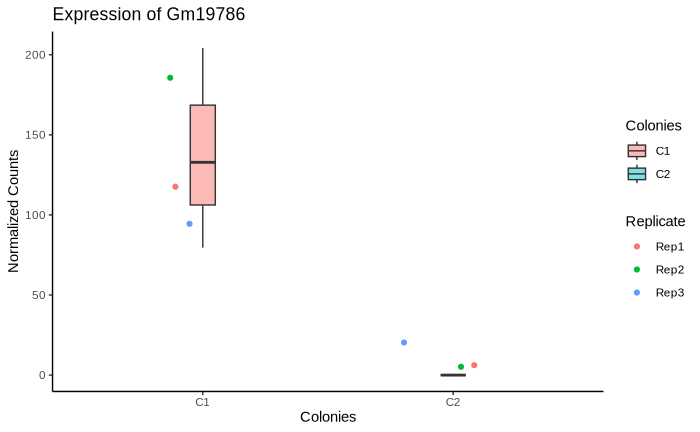 Expression of Gm19786
Normalized Counts
200
150
100
50
0
C1
C2
Colonies
Colonies
C1
C2
Replicate
Rep1
Rep2
Rep3